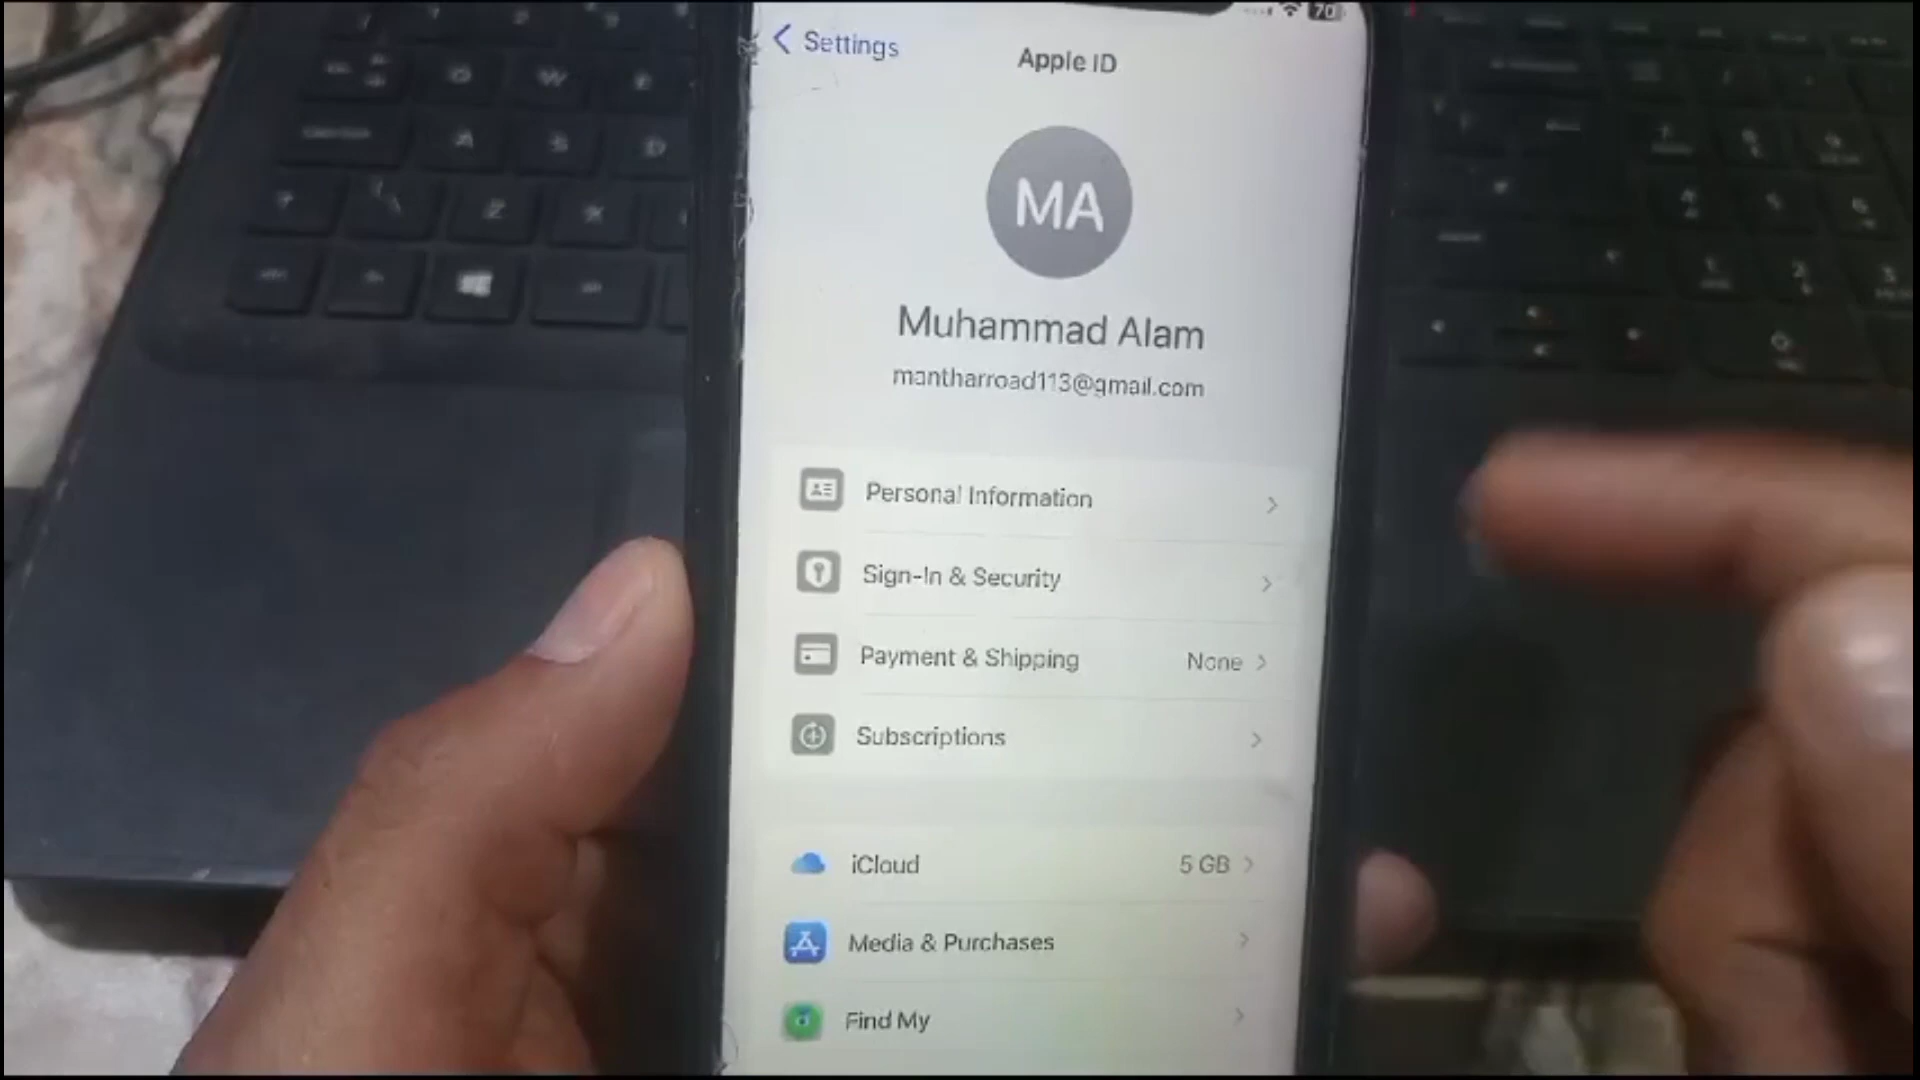 70
Settings
Apple ID
MA
Muhammad Alam
mantharroad113@gmail.com
Personal Information
Sign-In & Security
Payment & Shipping None
Subscriptions
iCloud 5 GB
Media & Purchases
Find My
W
A S D
Z X